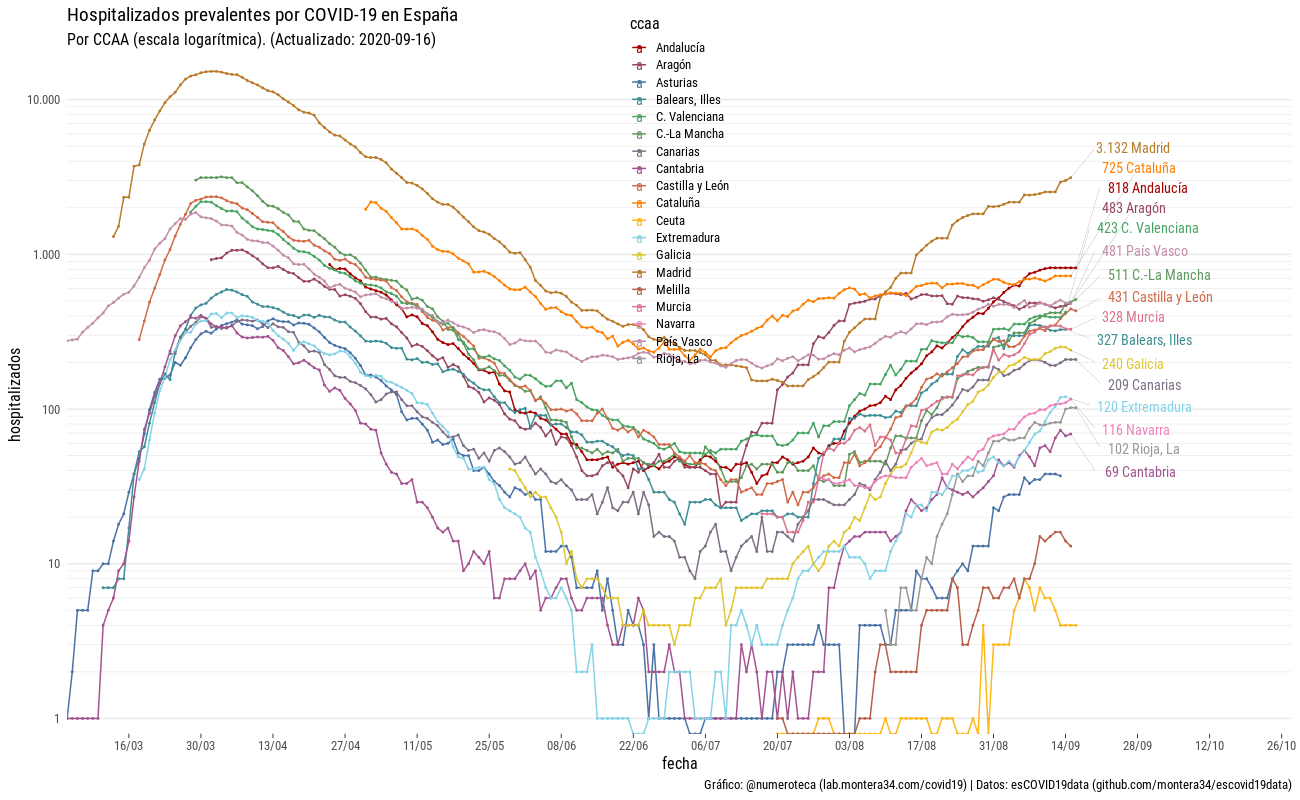 Hospitalizados prevalentes por COVID-19 en España
Por CCAA (escala logarítmica). (Actualizado: 2020-09-16)
ccaa
Andalucía
Aragón
Asturias
Balears, Illes
C. Valenciana
C.-La Mancha
Canarias
Cantabria
Castilla y León
Cataluña
Ceuta
Extremadura
Galicia
Madrid
Melilla
Murcia
Navarra
País Vasco
Rioja, La
hospitalizados
10.000
1.000
100
10
1
3.132 Madrid
725 Cataluña
818 Andalucía
483 Aragón
423 C. Valenciana
481 País Vasco
511 C.-La Mancha
431 Castilla y León
328 Murcia
327 Balears, Illes
240 Galicia
209 Canarias
120 Extremadura
116 Navarra
102 Rioja, La
69 Cantabria
16/03 30/03 13/04 27/04 11/05 25/05 08/06 22/06 06/07 20/07 03/08 17/08 31/08 14/09 28/09 12/10 26/10
fecha
Gráfico: @numeroteca (lab.montera34.com/covid19) | Datos: esCOVID19data (github.com/montera34/escovid19data)